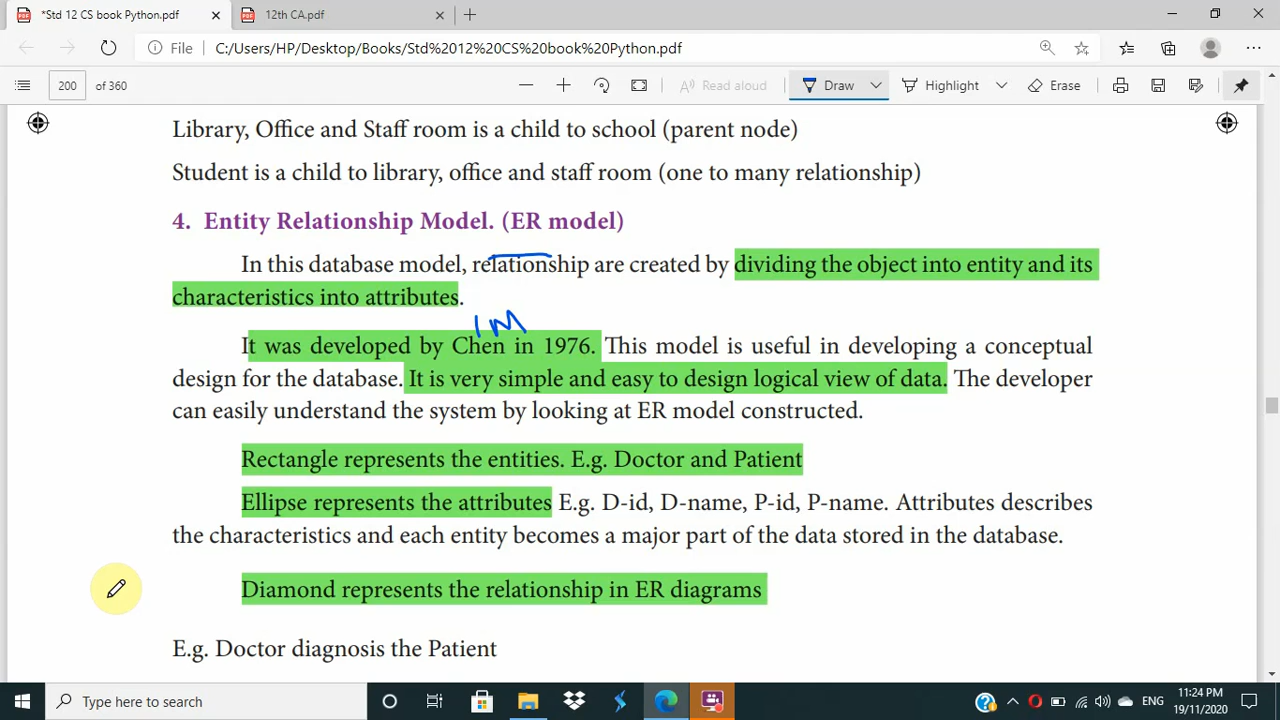 *Std 12 CS book Python.pdf
12th CA.pdf
File
C:/Users/HP/Desktop/Books/Std%2012%20CS%20book%20Python.pdf
200 of 360
Read aloud
Draw
Highlight
Erase
Library, Office and Staff room is a child to school (parent node)
Student is a child to library, office and staff room (one to many relationship)
4. Entity Relationship Model. (ER model)
In this database model, relationship are created by dividing the object into entity and its
characteristics into attributes.
1M
It was developed by Chen in 1976. This model is useful in developing a conceptual
design for the database. It is very simple and easy to design logical view of data. The developer
can easily understand the system by looking at ER model constructed.
Rectangle represents the entities. E.g. Doctor and Patient
Ellipse represents the attributes E.g. D-id, D-name, P-id, P-name. Attributes describes
the characteristics and each entity becomes a major part of the data stored in the database.
Diamond represents the relationship in ER diagrams
E.g. Doctor diagnosis the Patient
Type here to search
ENG
11:24 PM
19/11/2020